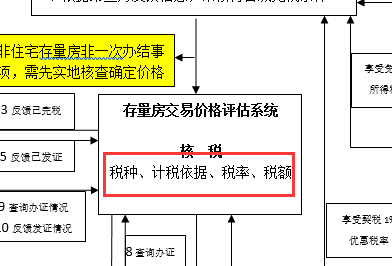 非住宅存量房非一次办结事
项，需先实地核查确定价格
享受免
所得税
3 反馈已完税
存量房交易价格评估系统
核 税
税种、计税依据、税率、税额
5 反馈已发证
9 查询办证情况
10 反馈发证情况
享受契税 1%
优惠税率
8 查询办证